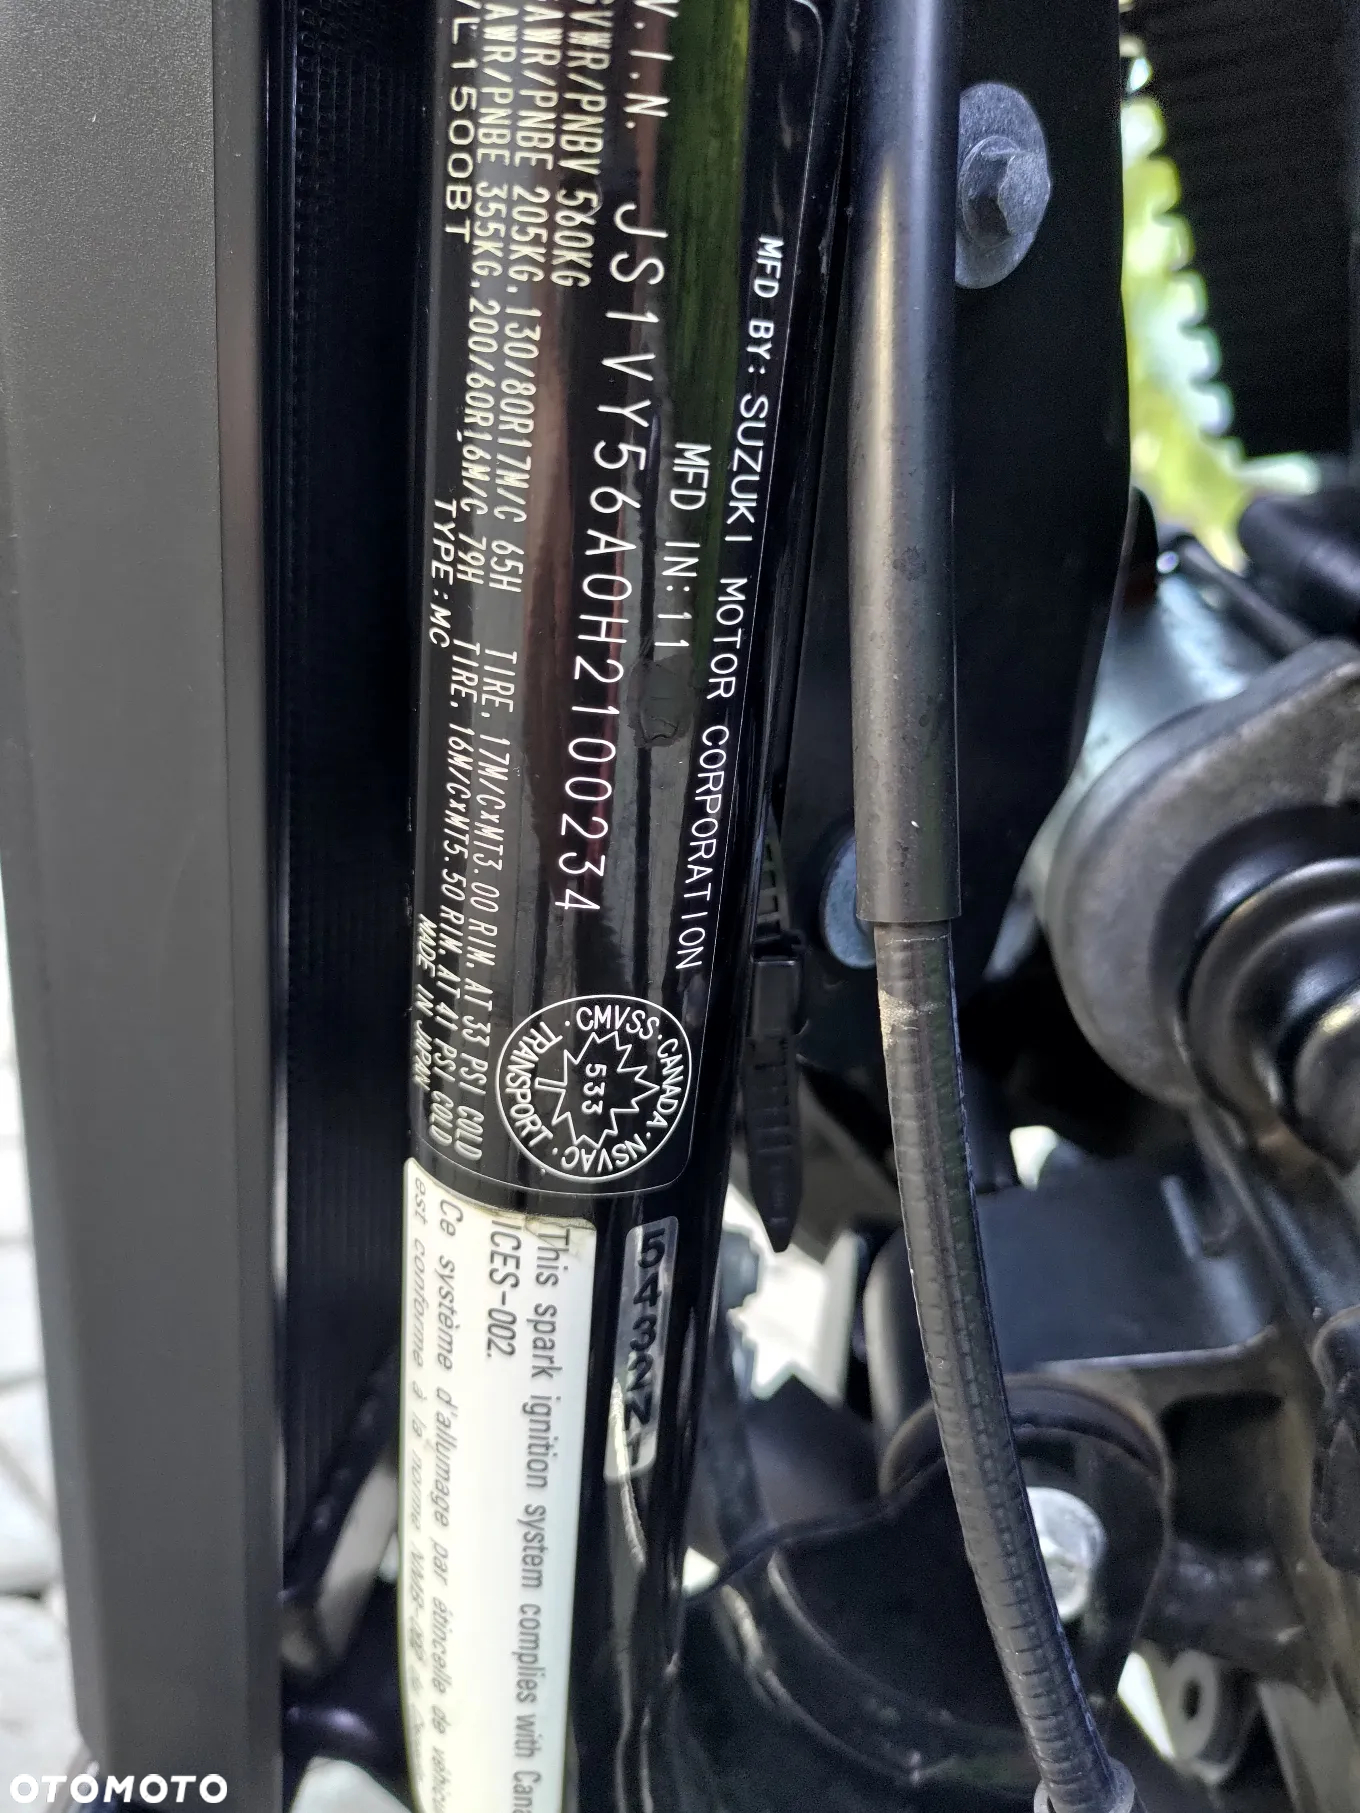 MFD BY: SUZUKI MOTOR CORPORATION
MFD IN:11
V.I.N. JS1VY56A0H2100234
GVWR/PNBV 560KG
GAWR/PNBE 205KG. 130/80R17M/C 65H TIRE. 17M/CxMT3.00 RIM. AT 33 PSI COLD
GAWR/PNBE 355KG. 200/60R16M/C 79H TIRE. 16M/CxMT5.50 RIM. AT 41 PSI COLD
VL1500BT TYPE:MC MADE IN JAPAN
CMVSS·CANADA·NSVAC·
TRANSPORT
533
5432N
This spark ignition system complies with
ICES-002.
Ce système d'allumage par étincelle de
est conforme à la norme
OTOMOTO